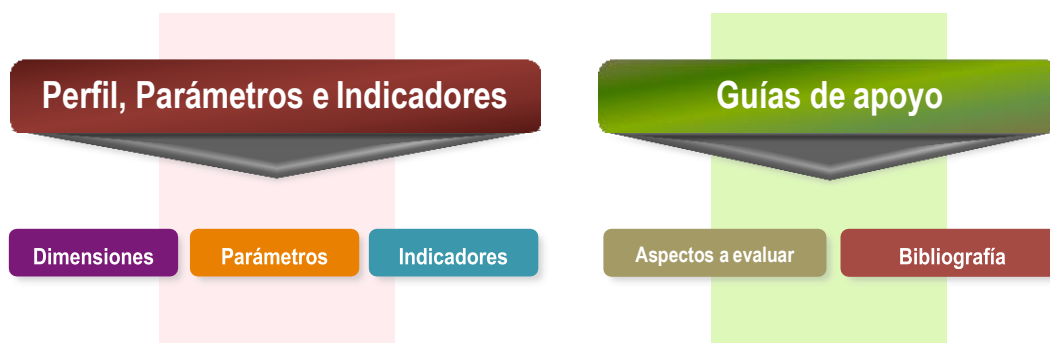 Perfil, Parámetros e Indicadores
Guías de apoyo
Dimensiones
Parámetros
Indicadores
Aspectos a evaluar
Bibliografía